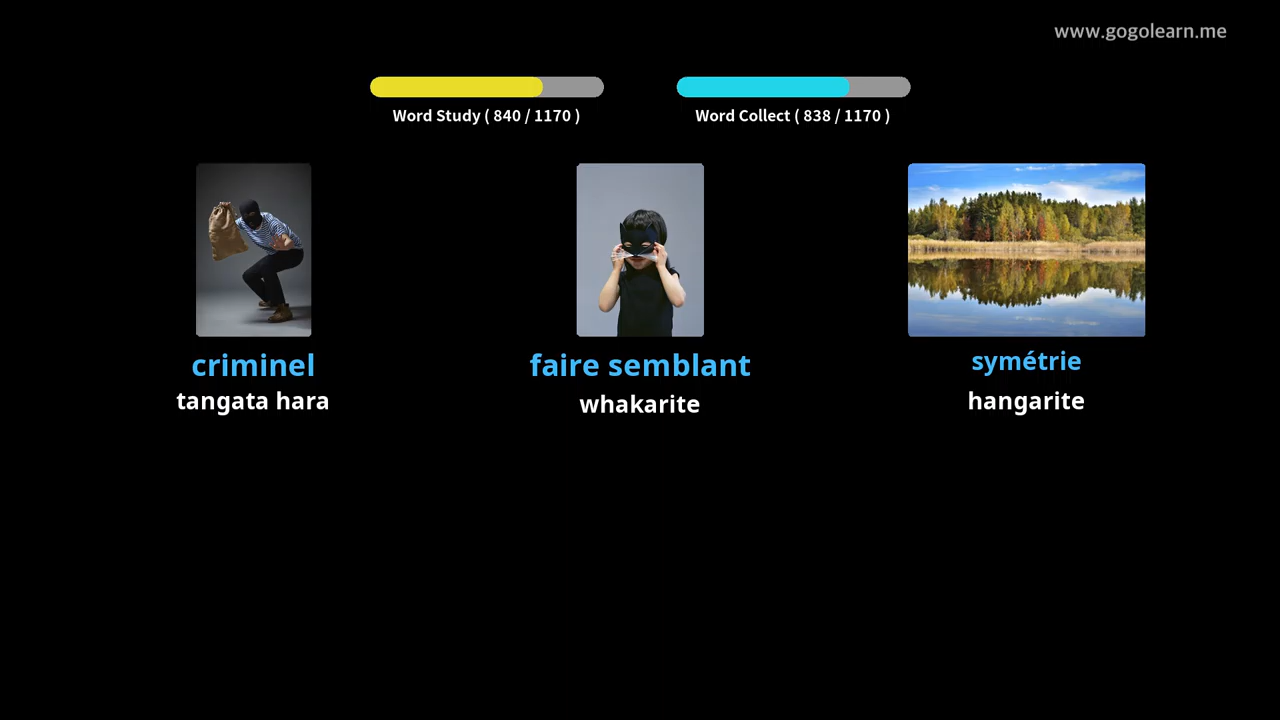 www.gogolearn.me
Word Study ( 840 / 1170 )
Word Collect ( 838 / 1170 )
criminel
tangata hara
faire semblant
whakarite
symétrie
hangarite